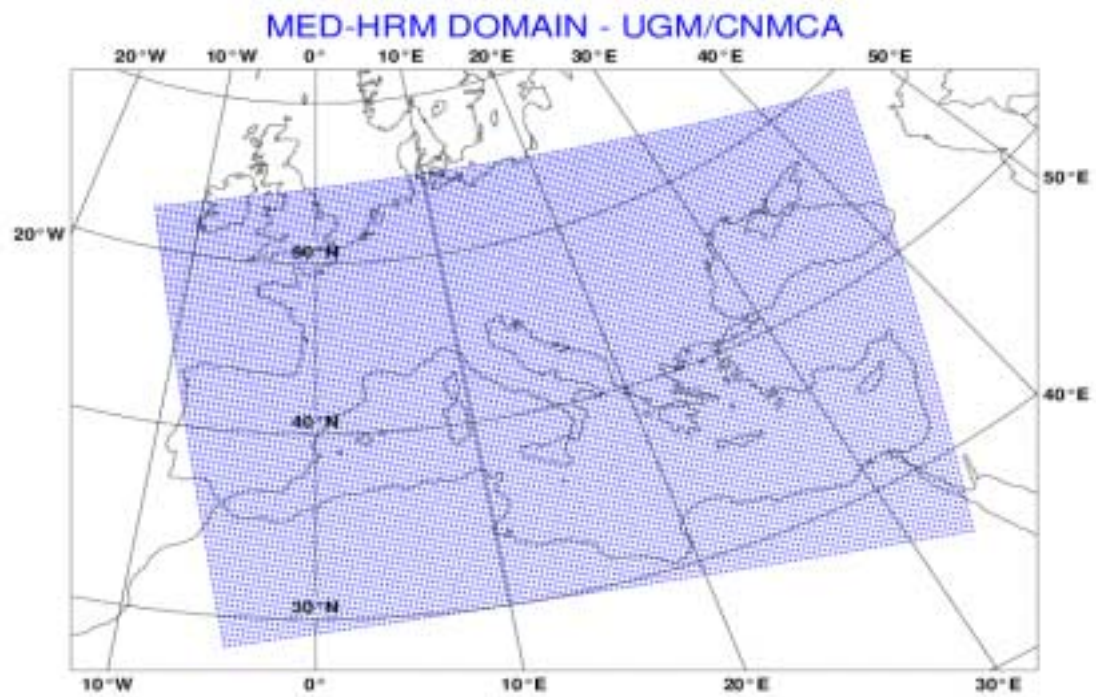 MED-HRM DOMAIN - UGM/CNMCA
20°W 10°W 0° 10°E 20°E 30°E 40°E 50°E
50°E
20°W
60°N
40°E
40°N
30°N
10°W 0° 10°E 20°E 30°E